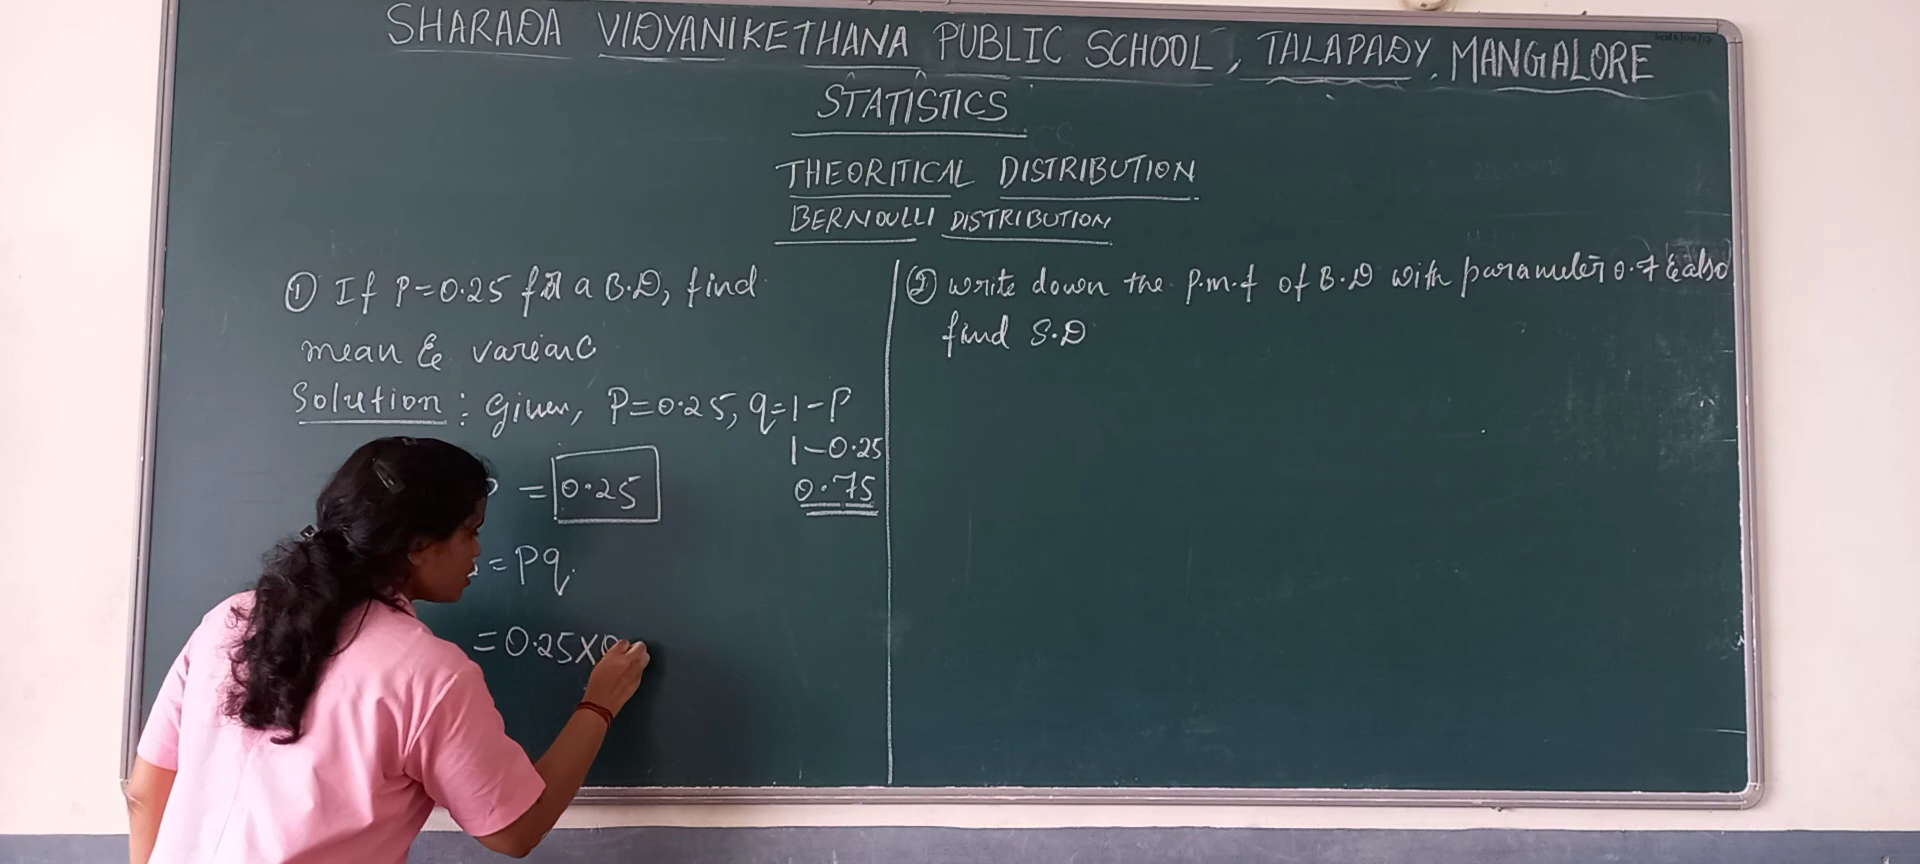 SHARADA VIDYANIKETHANA PUBLIC SCHOOL, TALAPADY, MANGALORE
STATISTICS
THEORITICAL DISTRIBUTION
BERNOULLI DISTRIBUTION
① If P=0.25 for a B.D, find
mean & varianc
Solution : Given, P=0.25, q=1-P
1-0.25
= 0.25
0.75
= Pq
= 0.25×0
② write down the p.m.f of B.D with parameter 0.7 & also
find S.D